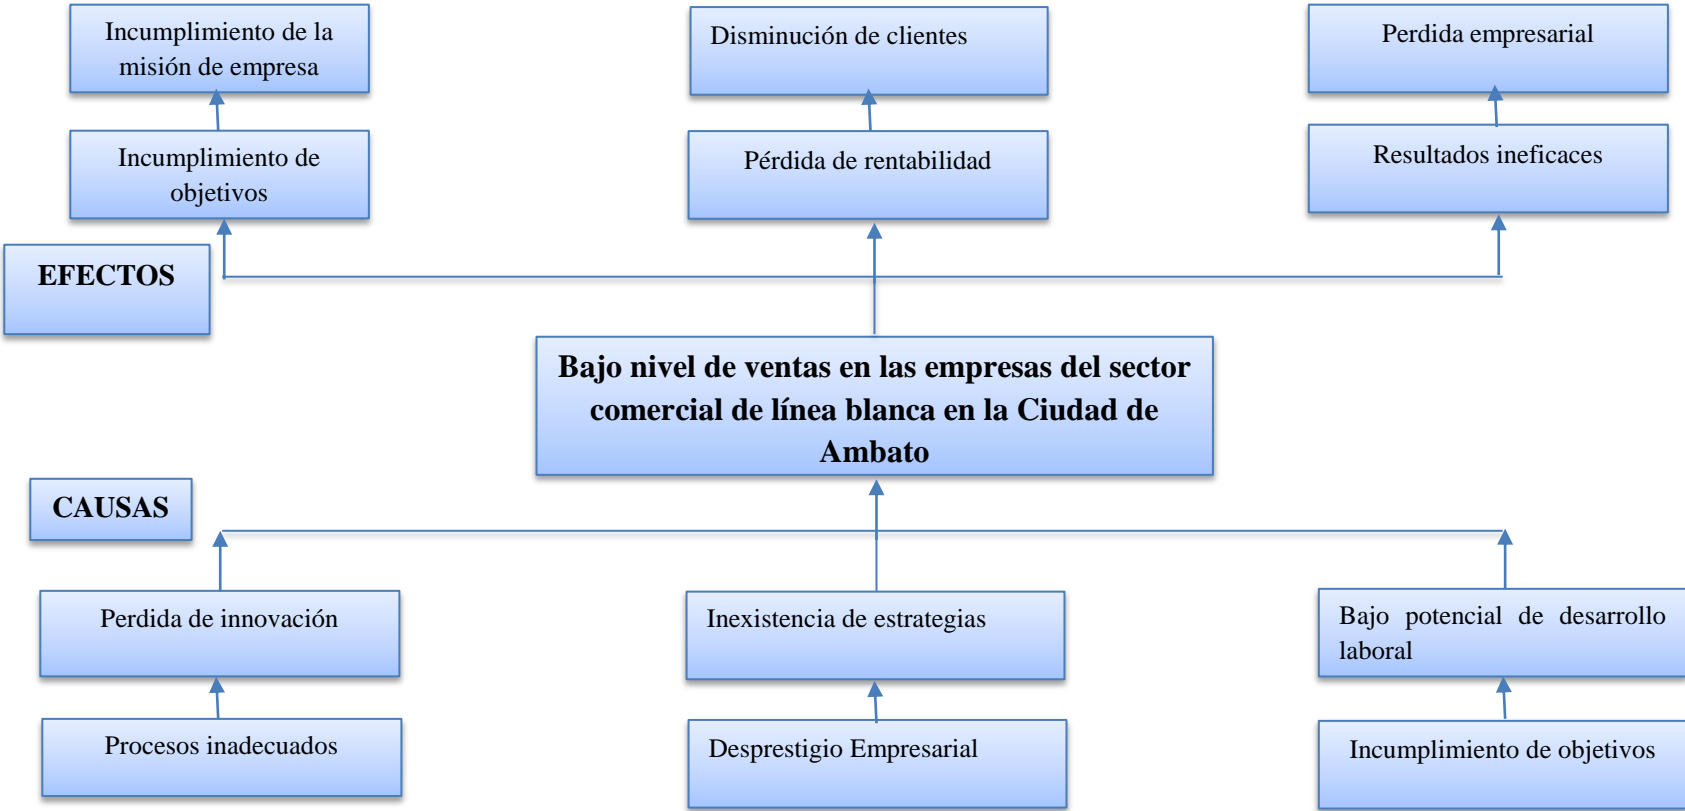 Incumplimiento de la
misión de empresa
Disminución de clientes
Perdida empresarial
Incumplimiento de
objetivos
Pérdida de rentabilidad
Resultados ineficaces
EFECTOS
Bajo nivel de ventas en las empresas del sector
comercial de línea blanca en la Ciudad de
Ambato
CAUSAS
Perdida de innovación
Inexistencia de estrategias
Bajo potencial de desarrollo
laboral
Procesos inadecuados
Desprestigio Empresarial
Incumplimiento de objetivos